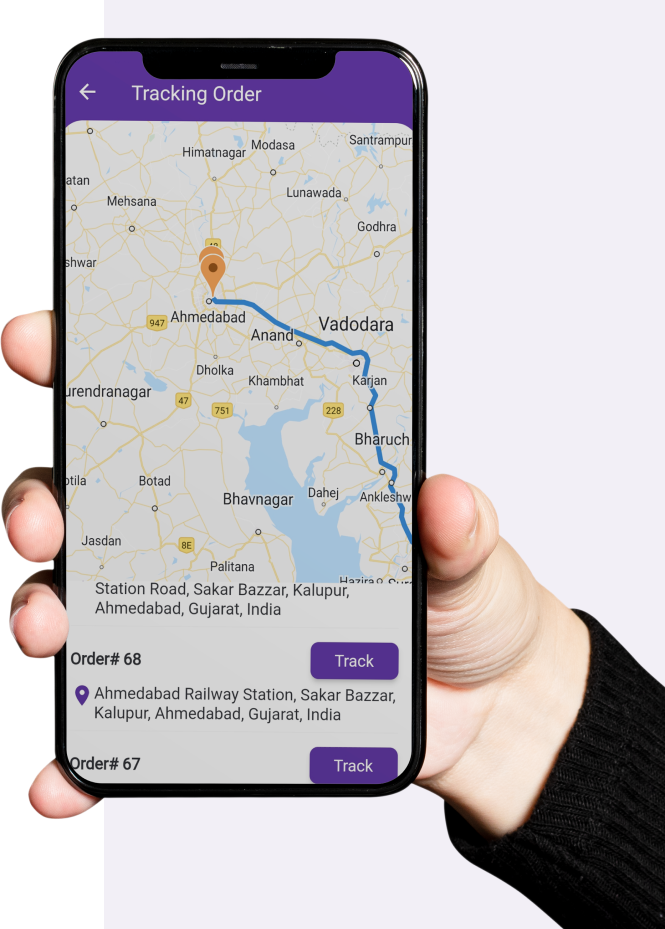 Tracking Order
Santrampur
Modasa
Himatnagar
atan
Lunawada
Mehsana
Godhra
shwar
Ahmedabad
947
Vadodara
Anand
Dholka
Khambhat
Karjan
urendranagar
47
751
228
Bharuch
otila
Botad
Bhavnagar
Dahej
Ankleshw
Jasdan
8E
Palitana
Hazira
Station Road, Sakar Bazzar, Kalupur,
Ahmedabad, Gujarat, India
Order# 68
Track
Ahmedabad Railway Station, Sakar Bazzar,
Kalupur, Ahmedabad, Gujarat, India
Order# 67
Track